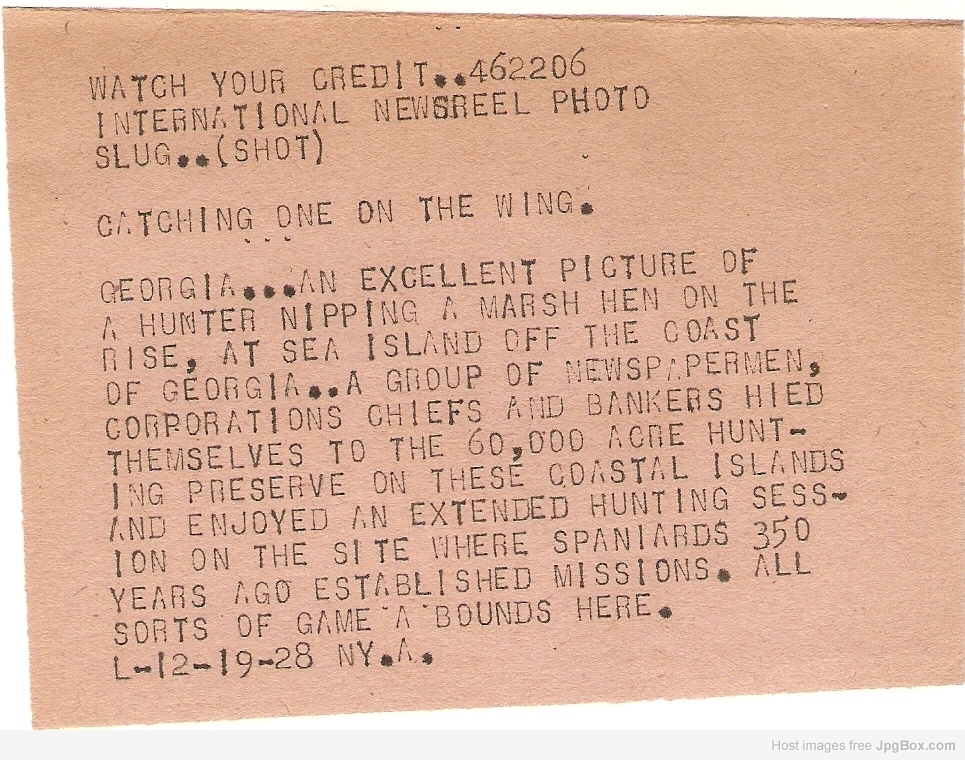 WATCH YOUR CREDIT..462206
INTERNATIONAL NEWSREEL PHOTO
SLUG..(SHOT)
CATCHING ONE ON THE WING.
GEORGIA...AN EXCELLENT PICTURE OF
A HUNTER NIPPING A MARSH HEN ON THE
RISE, AT SEA ISLAND OFF THE COAST
OF GEORGIA..A GROUP OF NEWSPAPERMEN,
CORPORATIONS CHIEFS AND BANKERS HIED
THEMSELVES TO THE 60,000 ACRE HUNT-
ING PRESERVE ON THESE COASTAL ISLANDS
AND ENJOYED AN EXTENDED HUNTING SESS-
ION ON THE SITE WHERE SPANIARDS 350
YEARS AGO ESTABLISHED MISSIONS. ALL
SORTS OF GAME A BOUNDS HERE.
L-12-19-28 NY.A.
Host images free JpgBox.com